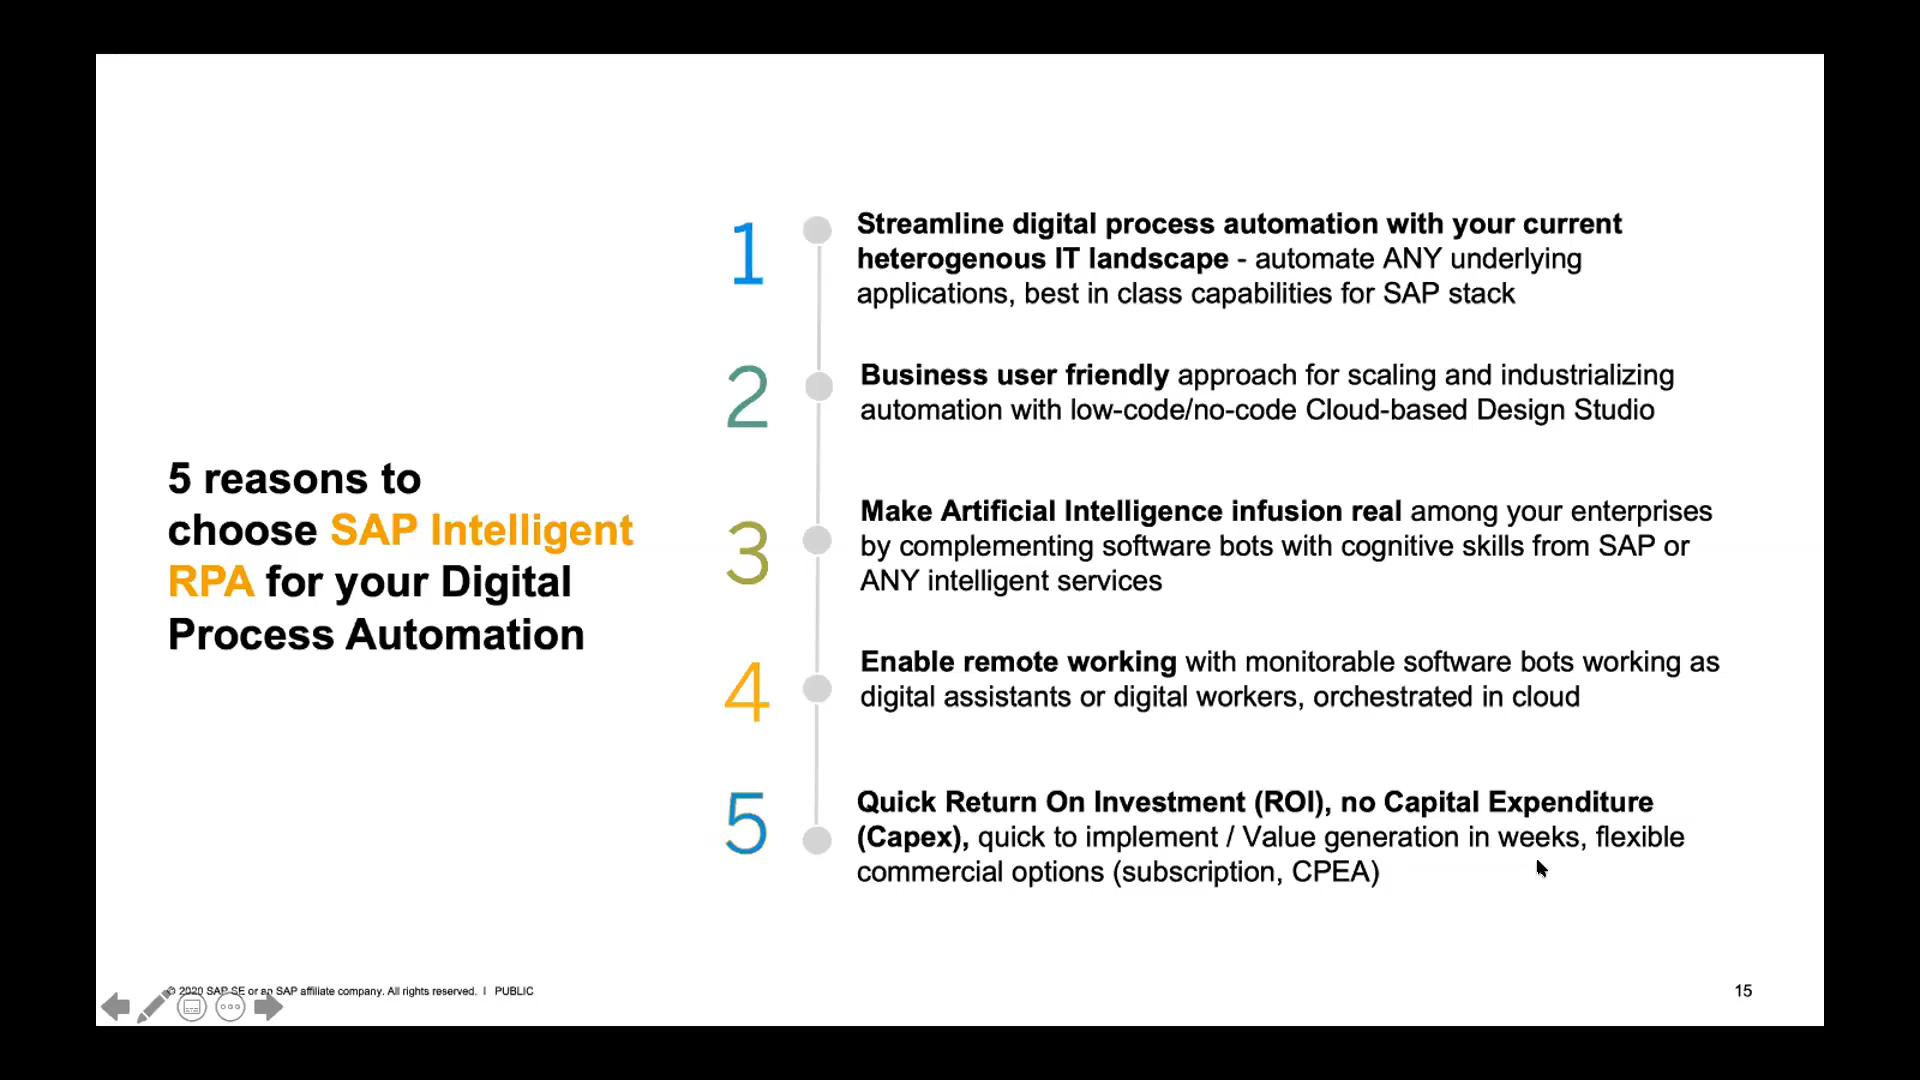 5 reasons to
choose SAP Intelligent
RPA for your Digital
Process Automation
1
Streamline digital process automation with your current
heterogenous IT landscape - automate ANY underlying
applications, best in class capabilities for SAP stack
2
Business user friendly approach for scaling and industrializing
automation with low-code/no-code Cloud-based Design Studio
3
Make Artificial Intelligence infusion real among your enterprises
by complementing software bots with cognitive skills from SAP or
ANY intelligent services
4
Enable remote working with monitorable software bots working as
digital assistants or digital workers, orchestrated in cloud
5
Quick Return On Investment (ROI), no Capital Expenditure
(Capex), quick to implement / Value generation in weeks, flexible
commercial options (subscription, CPEA)
© 2020 SAP SE or an SAP affiliate company. All rights reserved. I PUBLIC
15